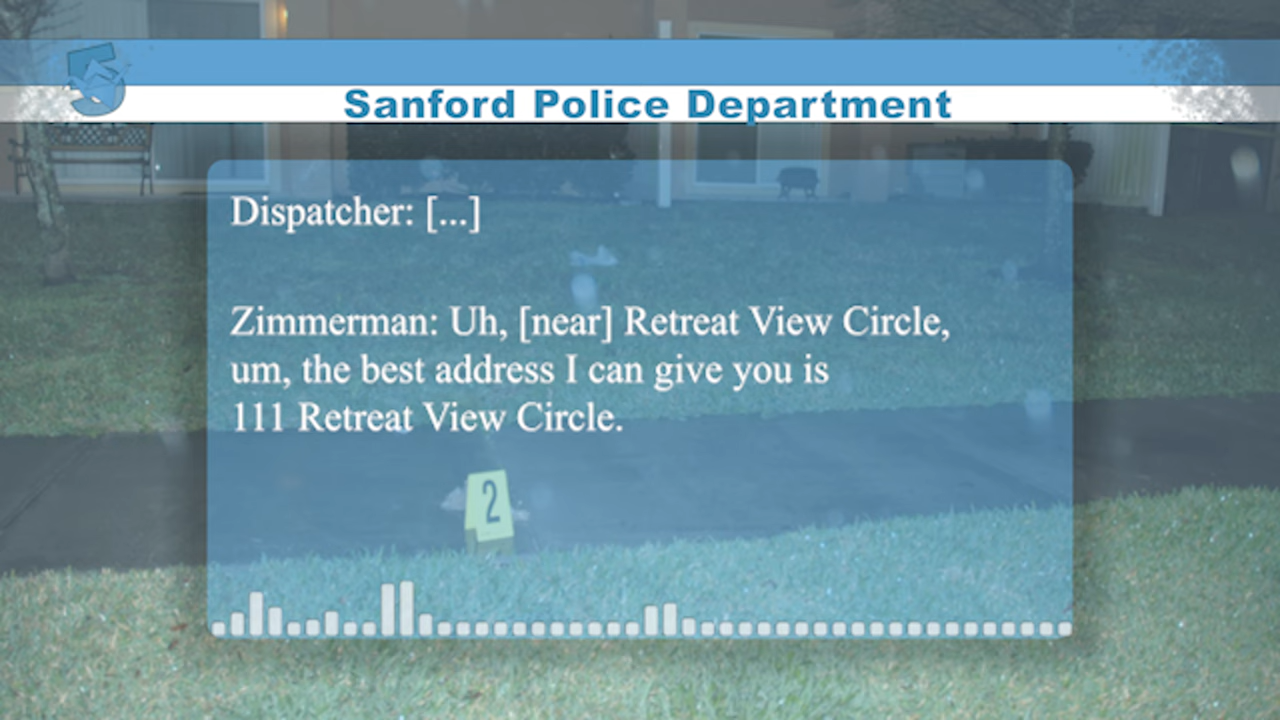 5
Sanford Police Department
Dispatcher: [...]
Zimmerman: Uh, [near] Retreat View Circle,
um, the best address I can give you is
111 Retreat View Circle.
2